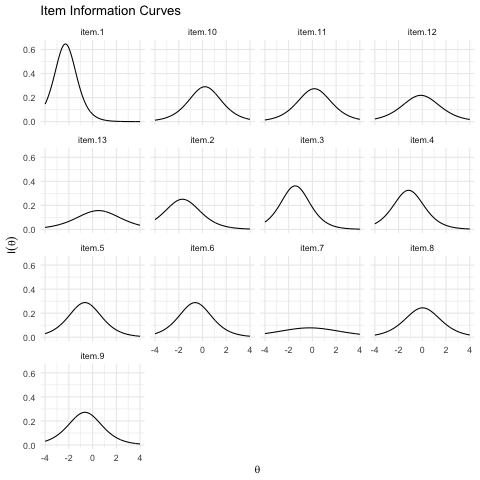 Item Information Curves
item.1 item.10 item.11 item.12
0.6
0.4
0.2
0.0
item.13 item.2 item.3 item.4
0.6
0.4
0.2
0.0
I(θ)
item.5 item.6 item.7 item.8
0.6
0.4
0.2
0.0
-4 -2 0 2 4 -4 -2 0 2 4 -4 -2 0 2 4
item.9
0.6
0.4
0.2
0.0
-4 -2 0 2 4
θ